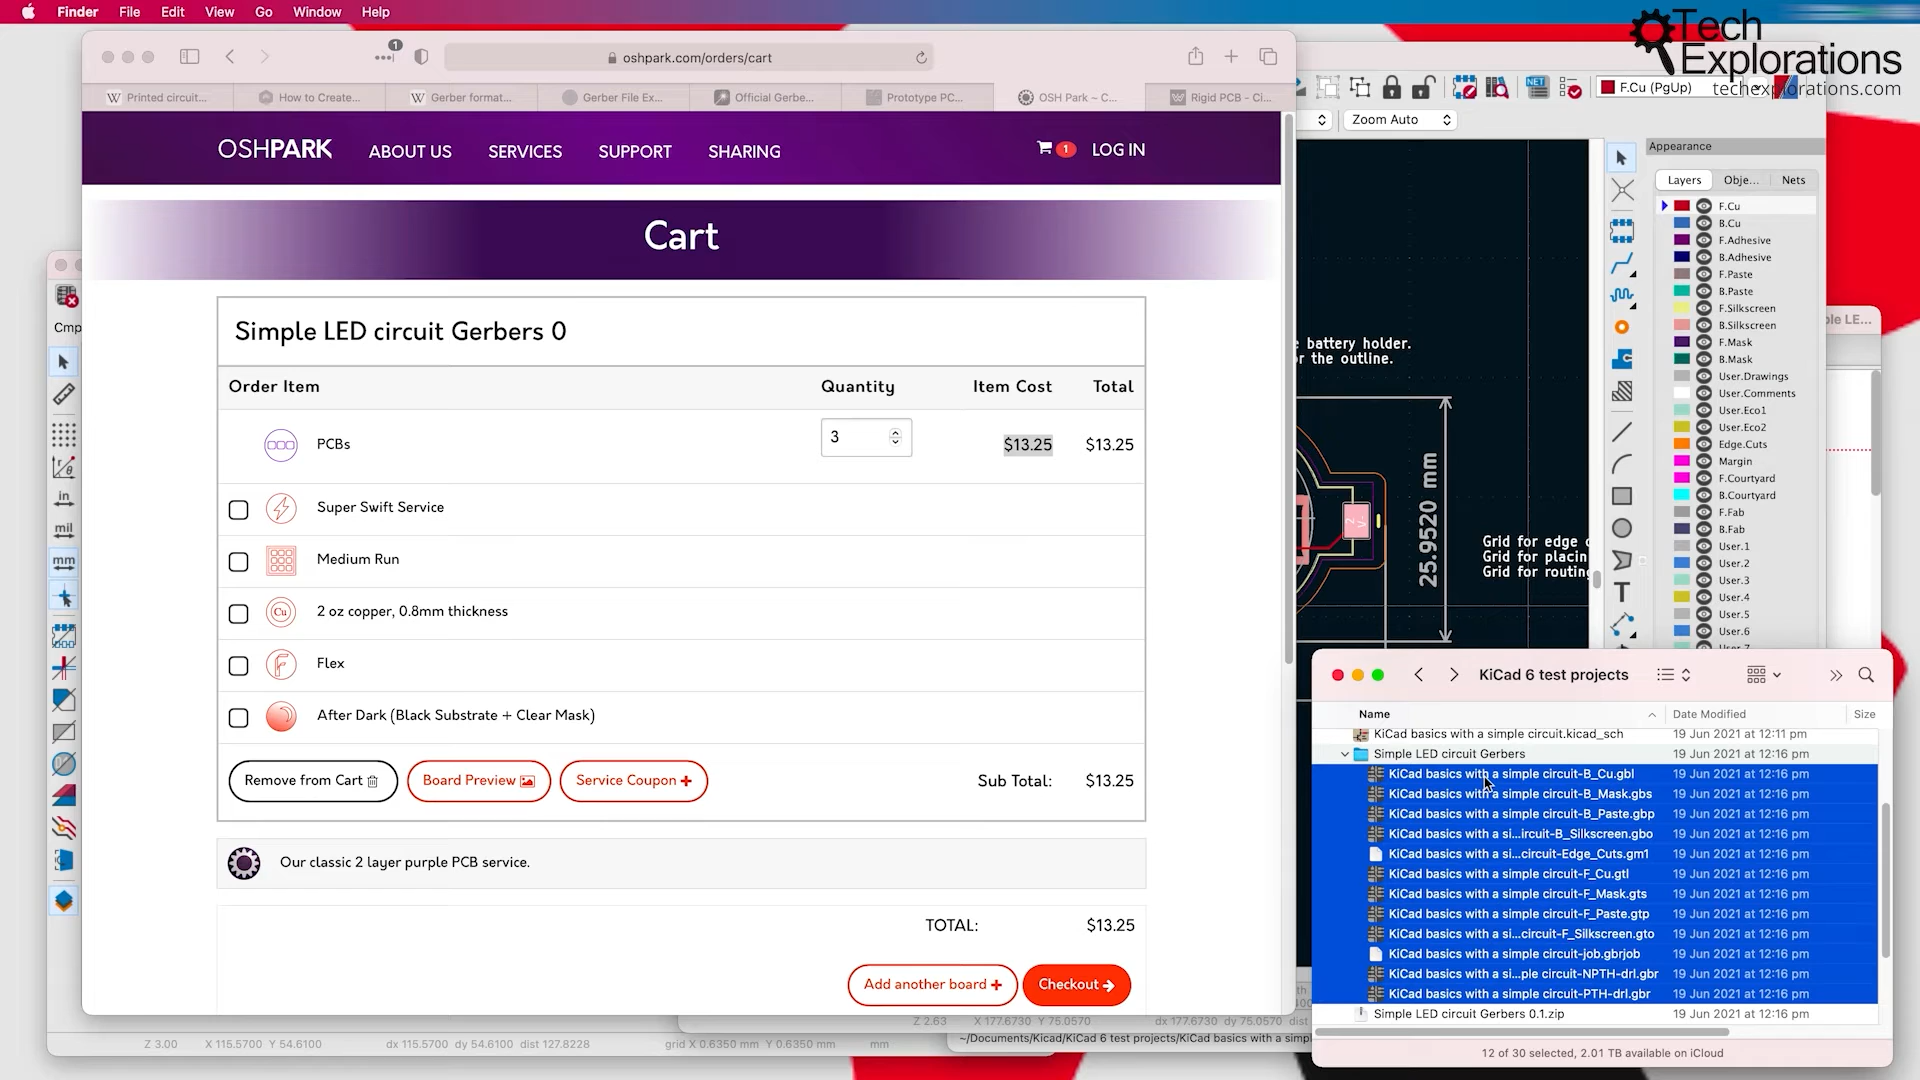 Finder File Edit View Go Window Help
Tech
Explorations
techexplorations.com
1
oshpark.com/orders/cart
Printed circuit...
How to Create...
Gerber format...
Gerber File Ex...
Official Gerbe...
Prototype PC...
OSH Park ~ C...
Rigid PCB - Ci...
NET
F.Cu (PgUp)
Zoom Auto
OSHPARK
ABOUT US
SERVICES
SUPPORT
SHARING
1
LOG IN
Cart
Simple LED circuit Gerbers 0
Order Item Quantity Item Cost Total
PCBs 3 $13.25 $13.25
Super Swift Service
Medium Run
Cu
2 oz copper, 0.8mm thickness
Flex
After Dark (Black Substrate + Clear Mask)
Remove from Cart
Board Preview
Service Coupon +
Sub Total: $13.25
Our classic 2 layer purple PCB service.
TOTAL: $13.25
Add another board +
Checkout →
Cmp
in
mil
mm
battery holder.
the outline.
25.9520 mm
Grid for edge
Grid for placin
Grid for routing
Appearance
Layers
Obje...
Nets
F.Cu
B.Cu
F.Adhesive
B.Adhesive
F.Paste
B.Paste
F.Silkscreen
B.Silkscreen
F.Mask
B.Mask
User.Drawings
User.Comments
User.Eco1
User.Eco2
Edge.Cuts
Margin
F.Courtyard
B.Courtyard
F.Fab
B.Fab
User.1
User.2
User.3
User.4
User.5
User.6
LE...
KiCad 6 test projects
Name Date Modified Size
KiCad basics with a simple circuit.kicad_sch 19 Jun 2021 at 12:11 pm
Simple LED circuit Gerbers 19 Jun 2021 at 12:16 pm
KiCad basics with a simple circuit-B_Cu.gbl 19 Jun 2021 at 12:16 pm
KiCad basics with a simple circuit-B_Mask.gbs 19 Jun 2021 at 12:16 pm
KiCad basics with a simple circuit-B_Paste.gbp 19 Jun 2021 at 12:16 pm
KiCad basics with a si...ircuit-B_Silkscreen.gbo 19 Jun 2021 at 12:16 pm
KiCad basics with a si...circuit-Edge_Cuts.gm1 19 Jun 2021 at 12:16 pm
KiCad basics with a simple circuit-F_Cu.gtl 19 Jun 2021 at 12:16 pm
KiCad basics with a simple circuit-F_Mask.gts 19 Jun 2021 at 12:16 pm
KiCad basics with a simple circuit-F_Paste.gtp 19 Jun 2021 at 12:16 pm
KiCad basics with a si...circuit-F_Silkscreen.gto 19 Jun 2021 at 12:16 pm
KiCad basics with a simple circuit-job.gbrjob 19 Jun 2021 at 12:16 pm
KiCad basics with a si...ple circuit-NPTH-drl.gbr 19 Jun 2021 at 12:16 pm
KiCad basics with a simple circuit-PTH-drl.gbr 19 Jun 2021 at 12:16 pm
Simple LED circuit Gerbers 0.1.zip 19 Jun 2021 at 12:16 pm
12 of 30 selected, 2.01 TB available on iCloud
Z 2.63 X 177.6730 Y 75.0570 dx 177.6730 dy 75.0570 dist
~/Documents/Kicad/KiCad 6 test projects/KiCad basics with a simp
Z 3.00 X 115.5700 Y 54.6100 dx 115.5700 dy 54.6100 dist 127.8228 grid X 0.6350 mm Y 0.6350 mm mm